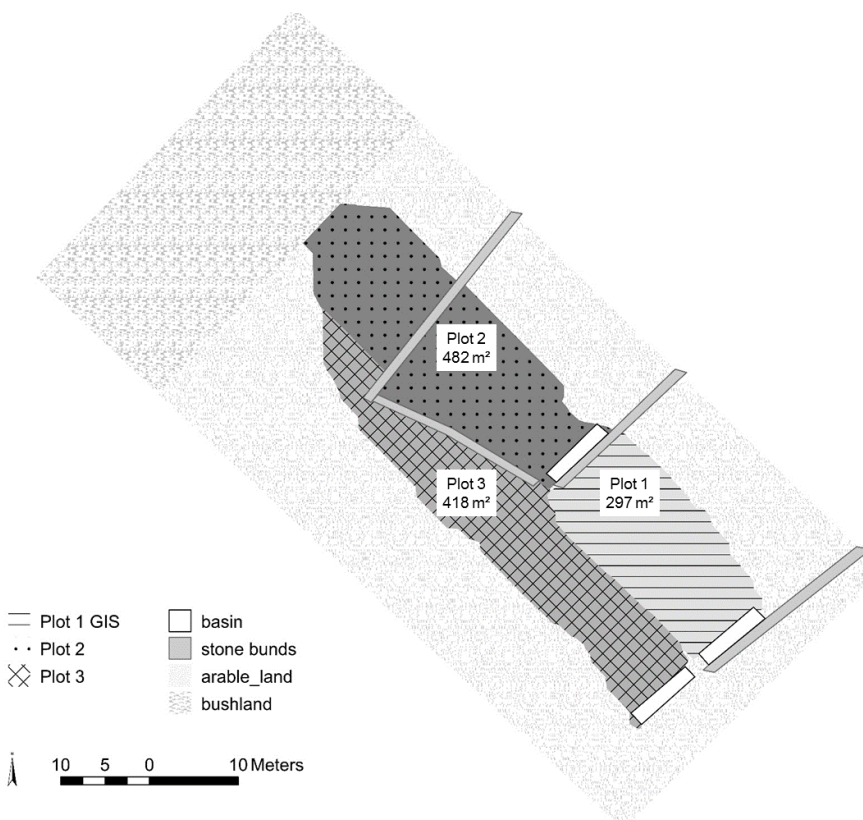 Plot 2
482 m²
Plot 3
418 m²
Plot 1
297 m²
Plot 1 GIS
Plot 2
Plot 3
basin
stone bunds
arable_land
bushland
10 5 0 10 Meters